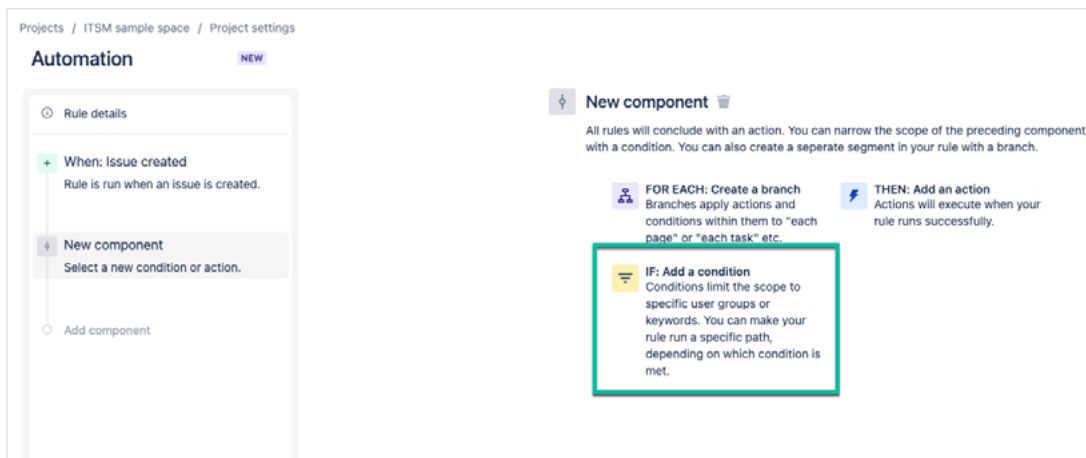 Projects / ITSM sample space / Project settings
Automation
NEW
Rule details
When: Issue created
Rule is run when an issue is created.
New component
Select a new condition or action.
Add component
New component
All rules will conclude with an action. You can narrow the scope of the preceding component
with a condition. You can also create a seperate segment in your rule with a branch.
FOR EACH: Create a branch
Branches apply actions and
conditions within them to "each
page" or "each task" etc.
THEN: Add an action
Actions will execute when your
rule runs successfully.
IF: Add a condition
Conditions limit the scope to
specific user groups or
keywords. You can make your
rule run a specific path,
depending on which condition is
met.